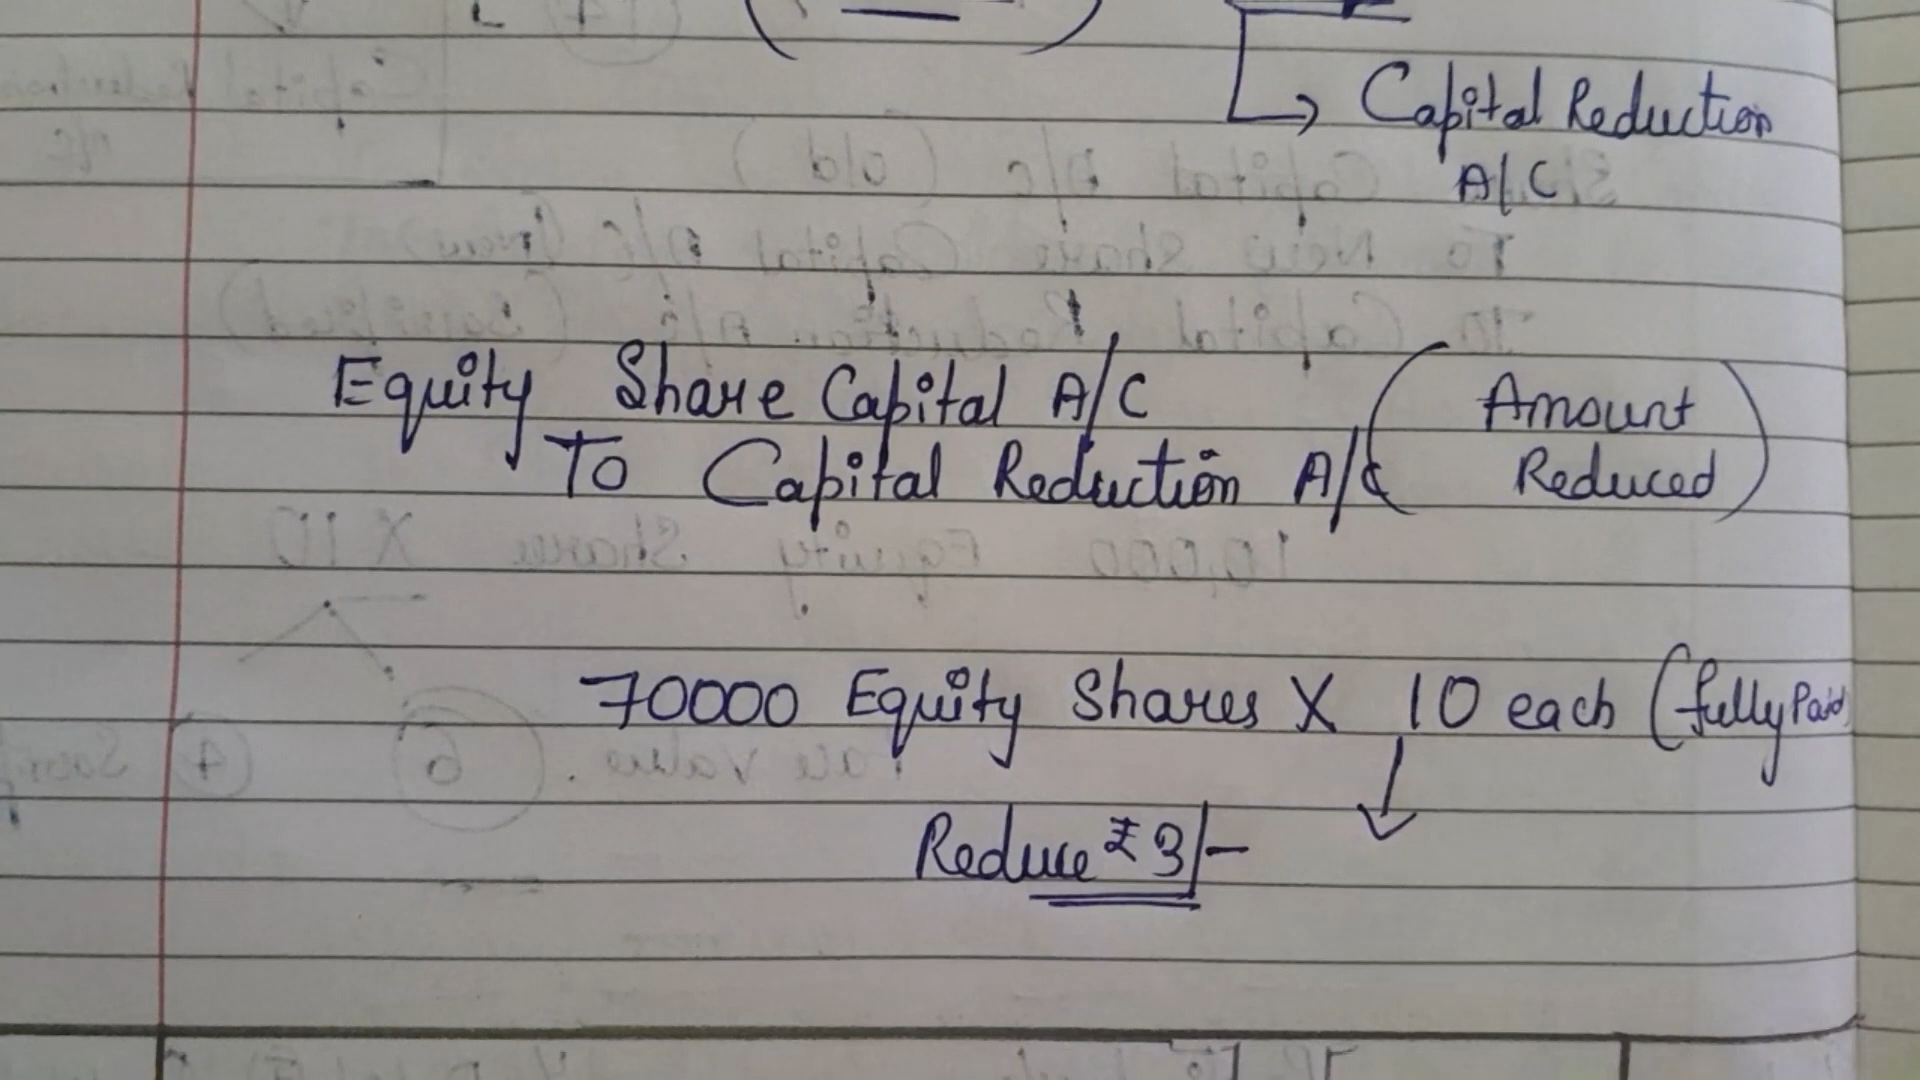 Capital Reduction
A/C
Equity Share Capital A/C
To Capital Reduction A/C
(Amount
Reduced)
70000 Equity Shares X 10 each (fully Paid)
Reduce ₹ 3/-